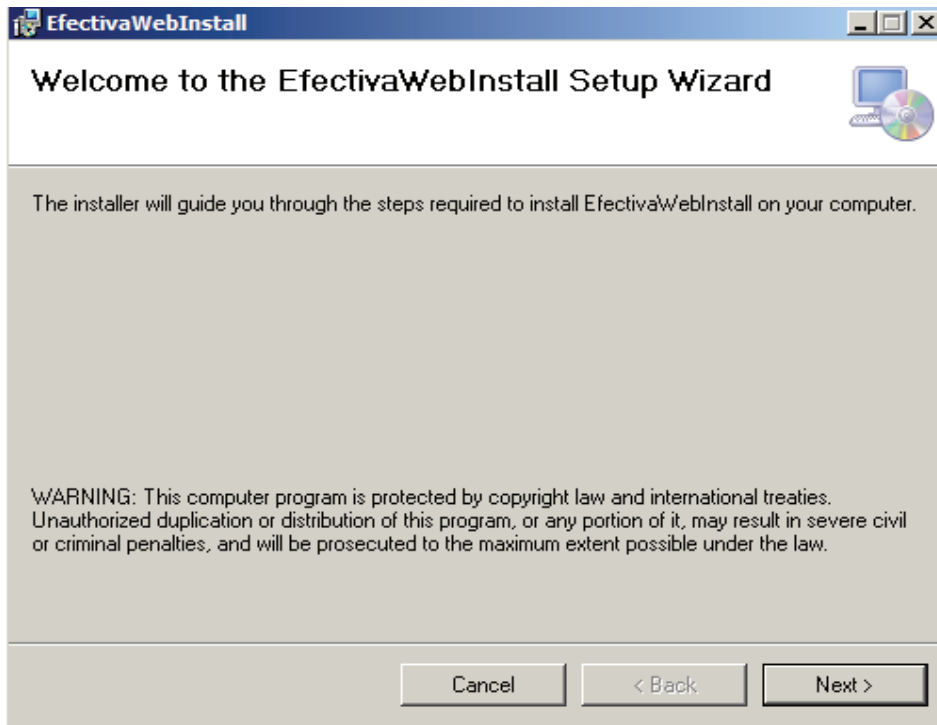 EfectivaWebInstall
Welcome to the EfectivaWebInstall Setup Wizard
The installer will guide you through the steps required to install EfectivaWebInstall on your computer.
WARNING: This computer program is protected by copyright law and international treaties.
Unauthorized duplication or distribution of this program, or any portion of it, may result in severe civil
or criminal penalties, and will be prosecuted to the maximum extent possible under the law.
Cancel
< Back
Next >